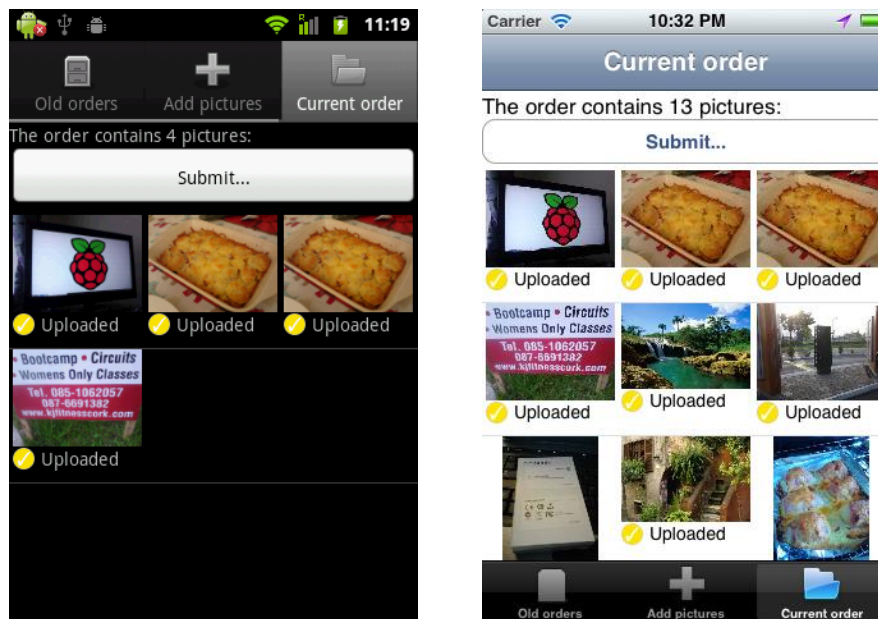 11:19
Old orders
Add pictures
Current order
The order contains 4 pictures:
Submit...
Uploaded
Uploaded
Uploaded
• Bootcamp • Circuits
• Womens Only Classes
Tel. 085-1062057
087-6691382
www.kjfitnesscork.com
Uploaded
Carrier
10:32 PM
Current order
The order contains 13 pictures:
Submit...
Uploaded
Uploaded
Uploaded
• Bootcamp • Circuits
• Womens Only Classes
Tel. 085-1062057
087-6691382
www.kjfitnesscork.com
Uploaded
Uploaded
Uploaded
Uploaded
Old orders
Add pictures
Current order